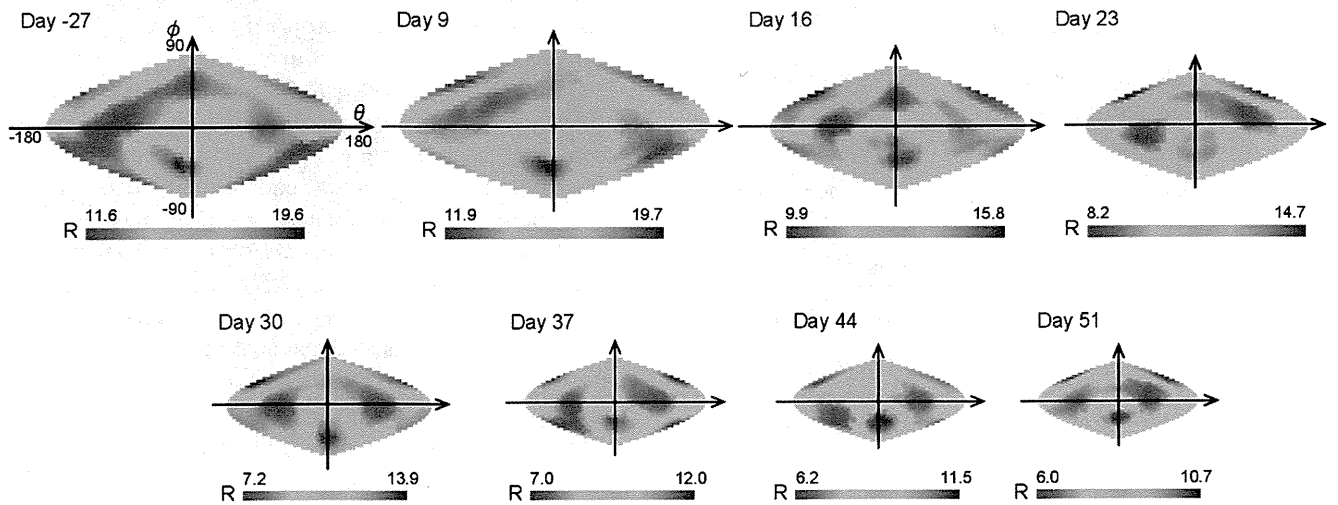 Day -27
Day 9
Day 16
Day 23
ϕ
90
θ
-180
180
-90
11.6 19.6
R
11.9 19.7
R
9.9 15.8
R
8.2 14.7
R
Day 30
Day 37
Day 44
Day 51
7.2 13.9
R
7.0 12.0
R
6.2 11.5
R
6.0 10.7
R